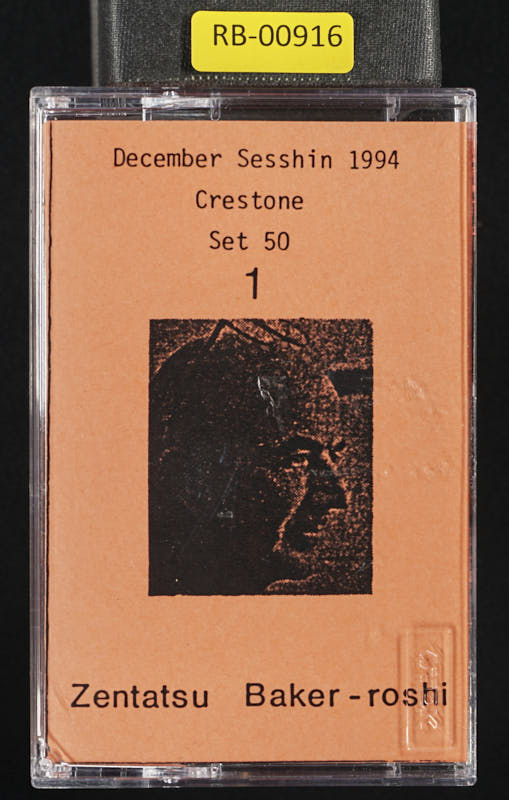 RB-00916
December Sesshin 1994
Crestone
Set 50
1
Zentatsu Baker-roshi